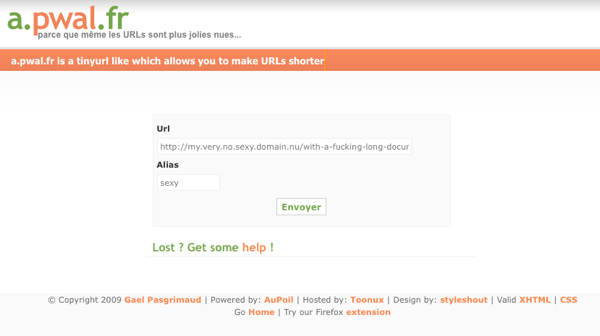 a.pwal.fr
parce que même les URLs sont plus jolies nues...
a.pwal.fr is a tinyurl like which allows you to make URLs shorter
Url
http://my.very.no.sexy.domain.nu/with-a-fucking-long-docur
Alias
sexy
Envoyer
Lost ? Get some help !
© Copyright 2009 Gael Pasgrimaud | Powered by: AuPoil | Hosted by: Toonux | Design by: styleshout | Valid XHTML | CSS
Go Home | Try our Firefox extension